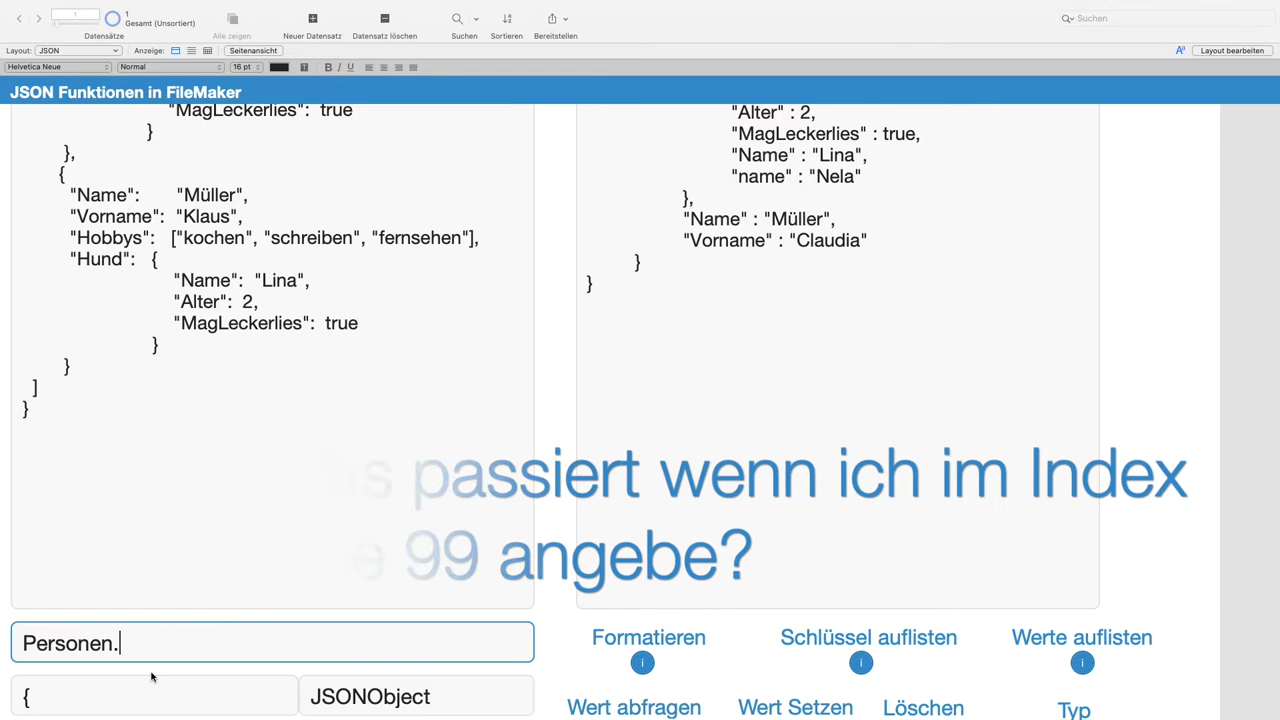 1
1
Gesamt (Unsortiert)
Datensätze
Alle zeigen
Neuer Datensatz
Datensatz löschen
Suchen
Sortieren
Bereitstellen
Suchen
Layout:
JSON
Anzeige:
Seitenansicht
Layout bearbeiten
Helvetica Neue
Normal
16 pt
B I U
JSON Funktionen in FileMaker
"MagLeckerlies": true
}
},
{
"Name": "Müller",
"Vorname": "Klaus",
"Hobbys": ["kochen", "schreiben", "fernsehen"],
"Hund": {
"Name": "Lina",
"Alter": 2,
"MagLeckerlies": true
}
}
]
}
"Alter" : 2,
"MagLeckerlies" : true,
"Name" : "Lina",
"name" : "Nela"
},
"Name" : "Müller",
"Vorname" : "Claudia"
}
}
passiert wenn ich im Index
99 angebe?
Personen.
{
JSONObject
Formatieren
Schlüssel auflisten
Werte auflisten
i
i
i
Wert abfragen
Wert Setzen
Löschen
Typ